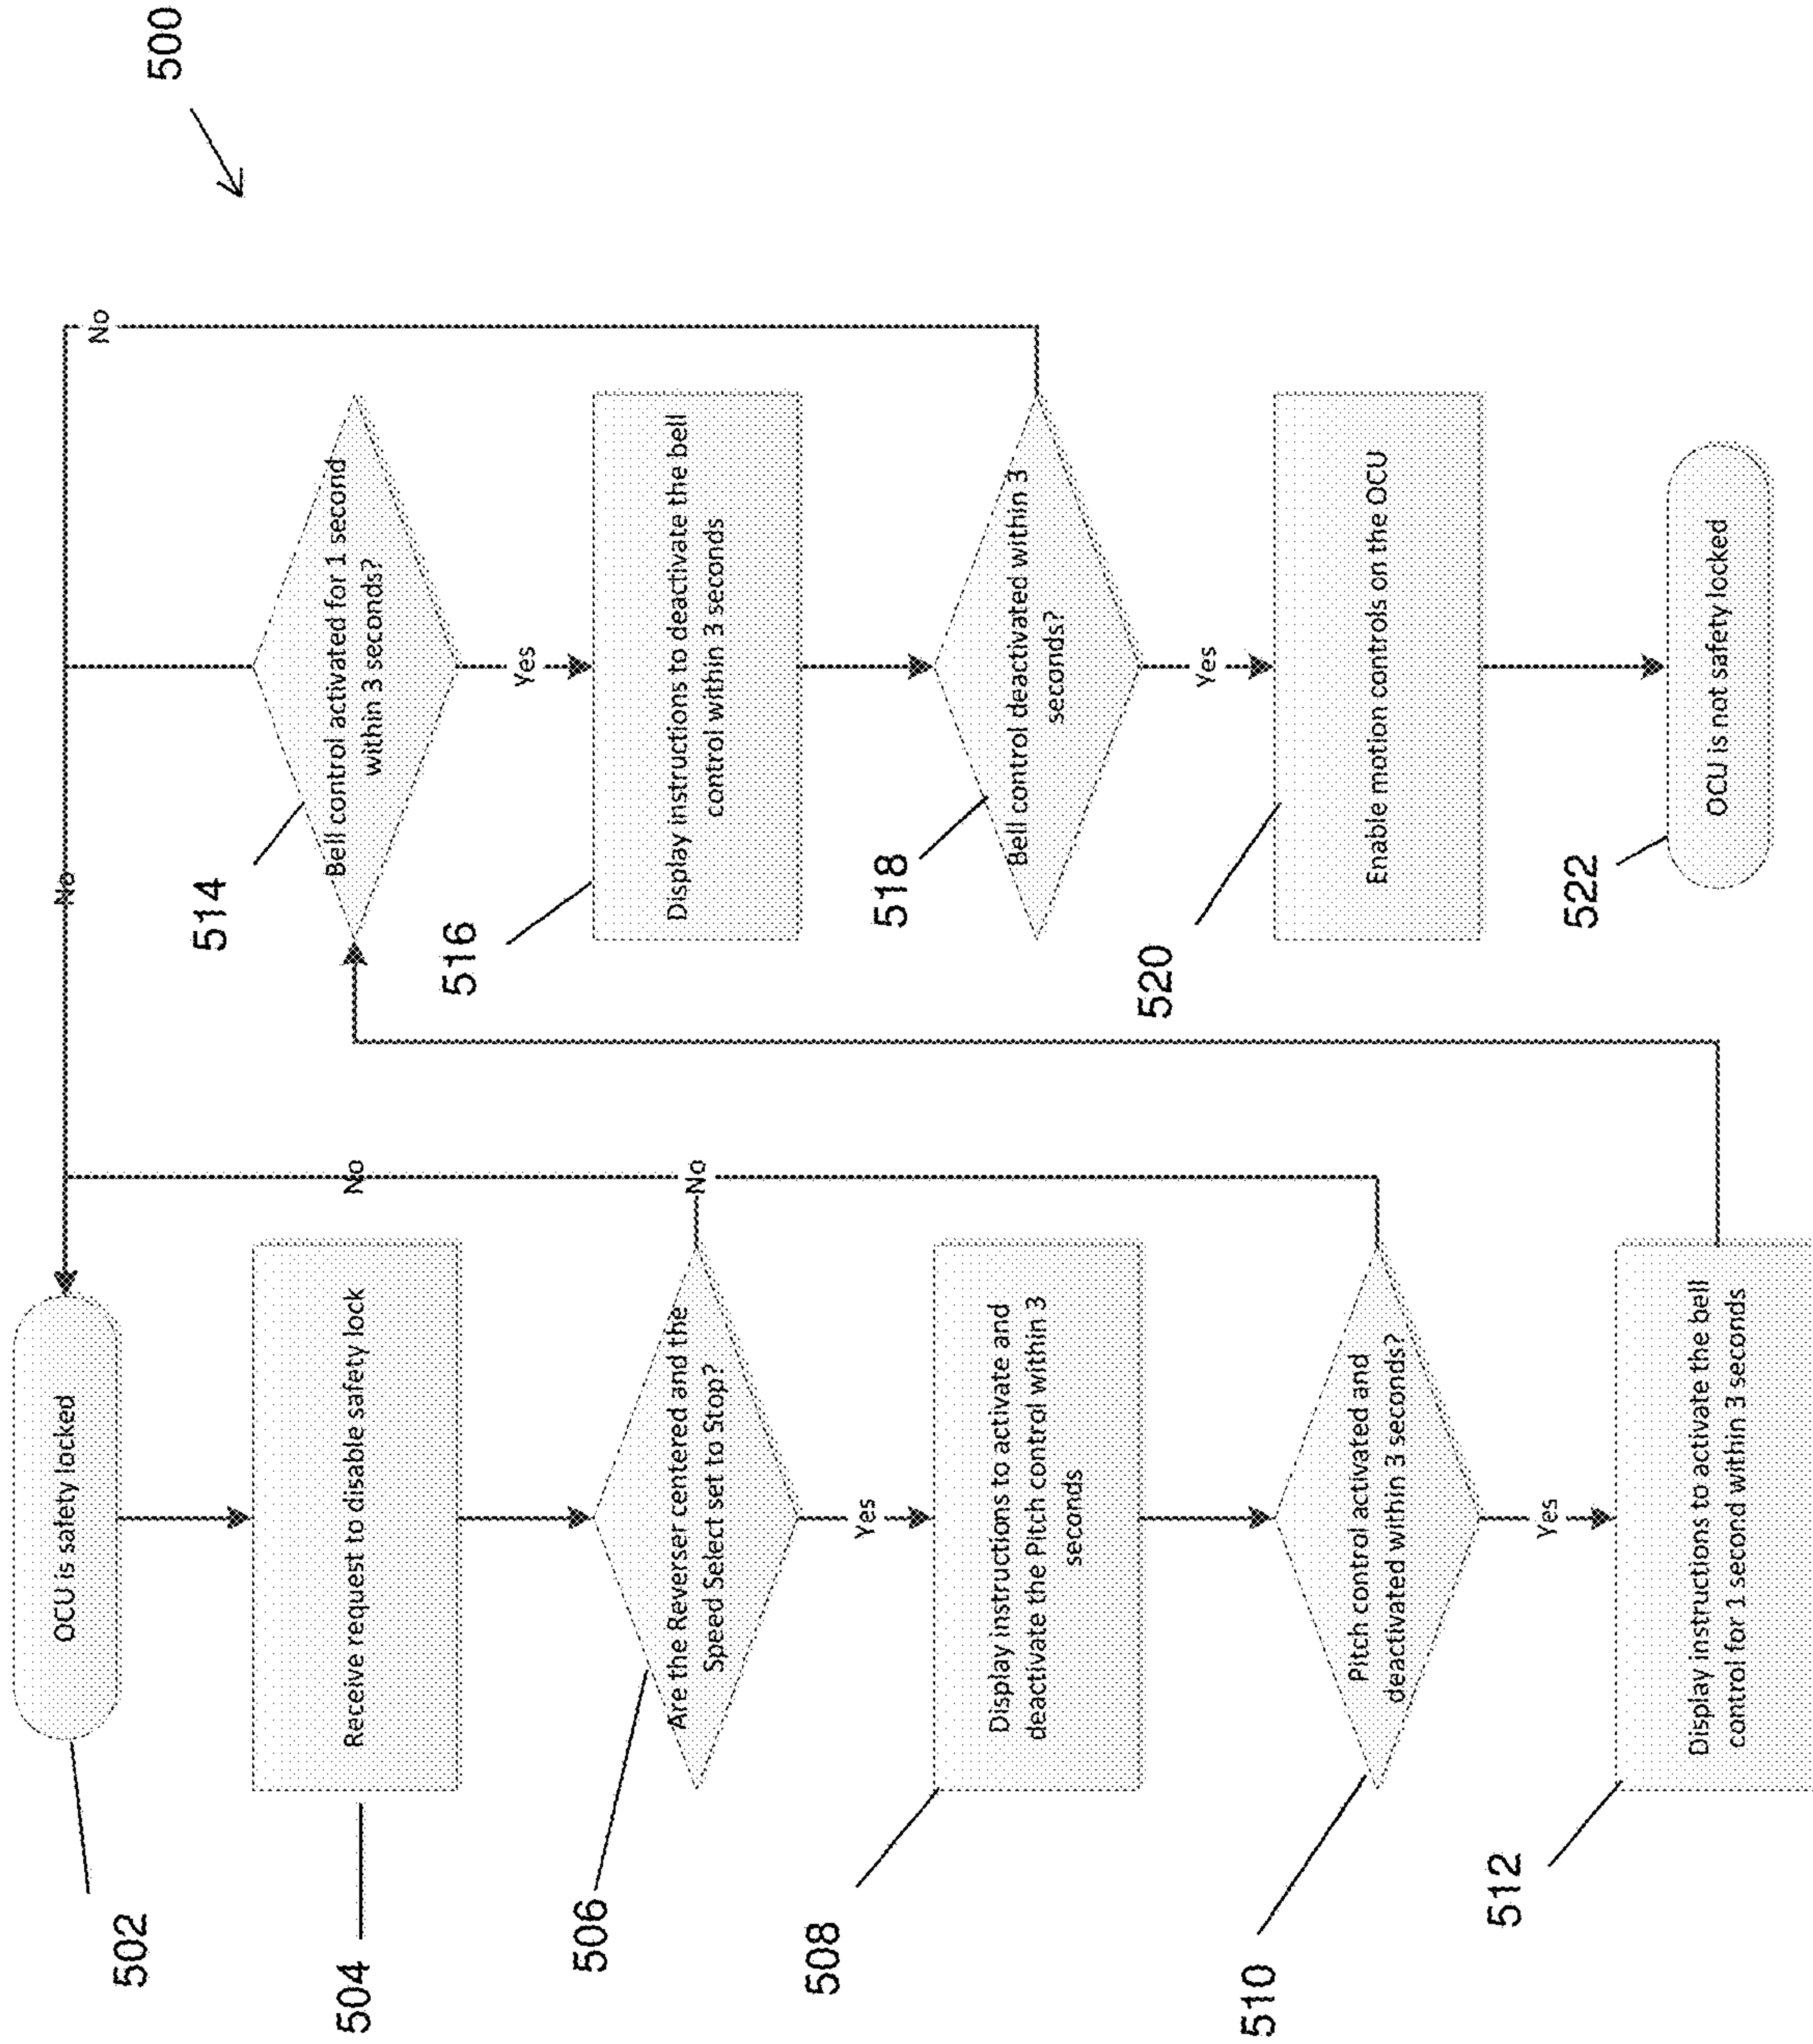 500
OCU is safety locked
502
Receive request to disable safety lock
504
Are the Reverser centered and the
Speed Select set to Stop?
506
No
Yes
Display instructions to activate and
deactivate the Pitch control within 3
seconds
508
Pitch control activated and
deactivated within 3 seconds?
510
No
Yes
Display instructions to activate the bell
control for 1 second within 3 seconds
512
Bell control activated for 1 second
within 3 seconds?
514
No
Yes
Display instructions to deactivate the bell
control within 3 seconds
516
Bell control deactivated within 3
seconds?
518
No
Yes
Enable motion controls on the OCU
520
OCU is not safety locked
522